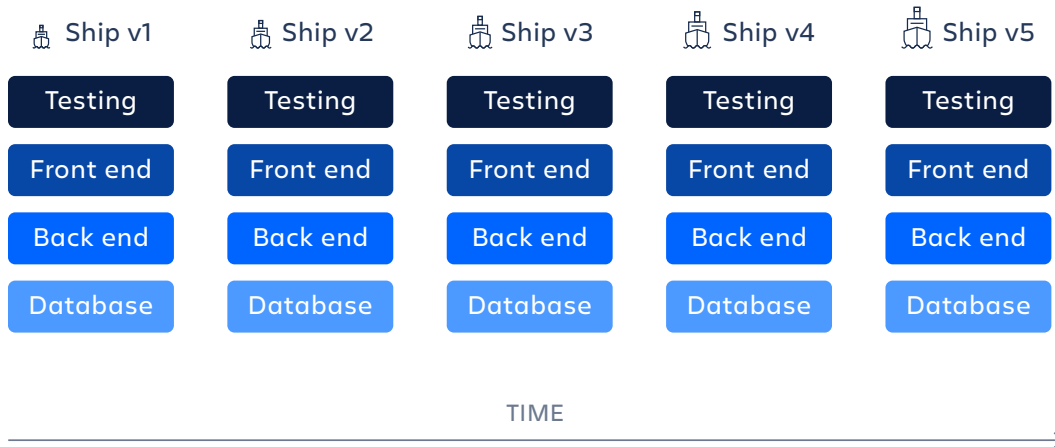 Ship v1 Ship v2 Ship v3 Ship v4 Ship v5
Testing Testing Testing Testing Testing
Front end Front end Front end Front end Front end
Back end Back end Back end Back end Back end
Database Database Database Database Database
TIME